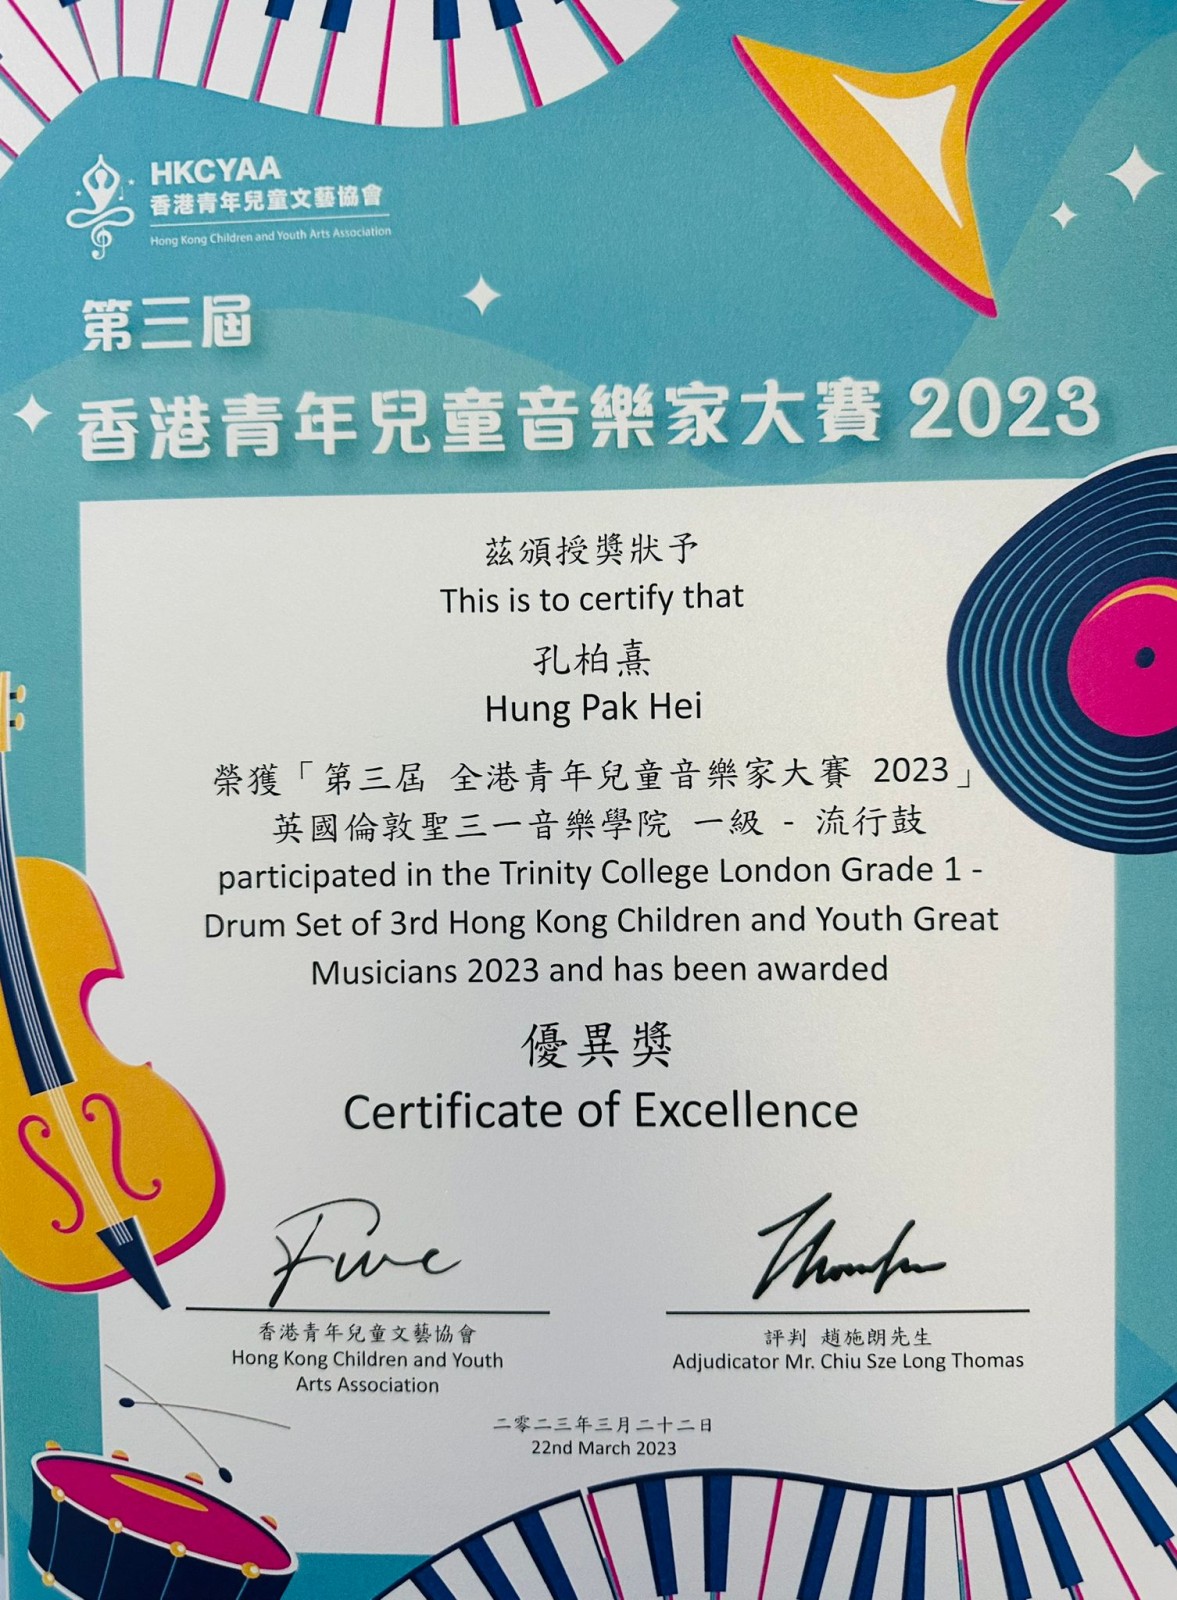 HKCYAA
香港青年兒童文藝協會
Hong Kong Children and Youth Arts Association
第三屆
香港青年兒童音樂家大賽 2023
茲頒授獎狀予
This is to certify that
孔柏熹
Hung Pak Hei
榮獲「第三屆 全港青年兒童音樂家大賽 2023」
英國倫敦聖三一音樂學院 一級 - 流行鼓
participated in the Trinity College London Grade 1 -
Drum Set of 3rd Hong Kong Children and Youth Great
Musicians 2023 and has been awarded
優異獎
Certificate of Excellence
香港青年兒童文藝協會
Hong Kong Children and Youth
Arts Association
評判 趙施朗先生
Adjudicator Mr. Chiu Sze Long Thomas
二零二三年三月二十二日
22nd March 2023